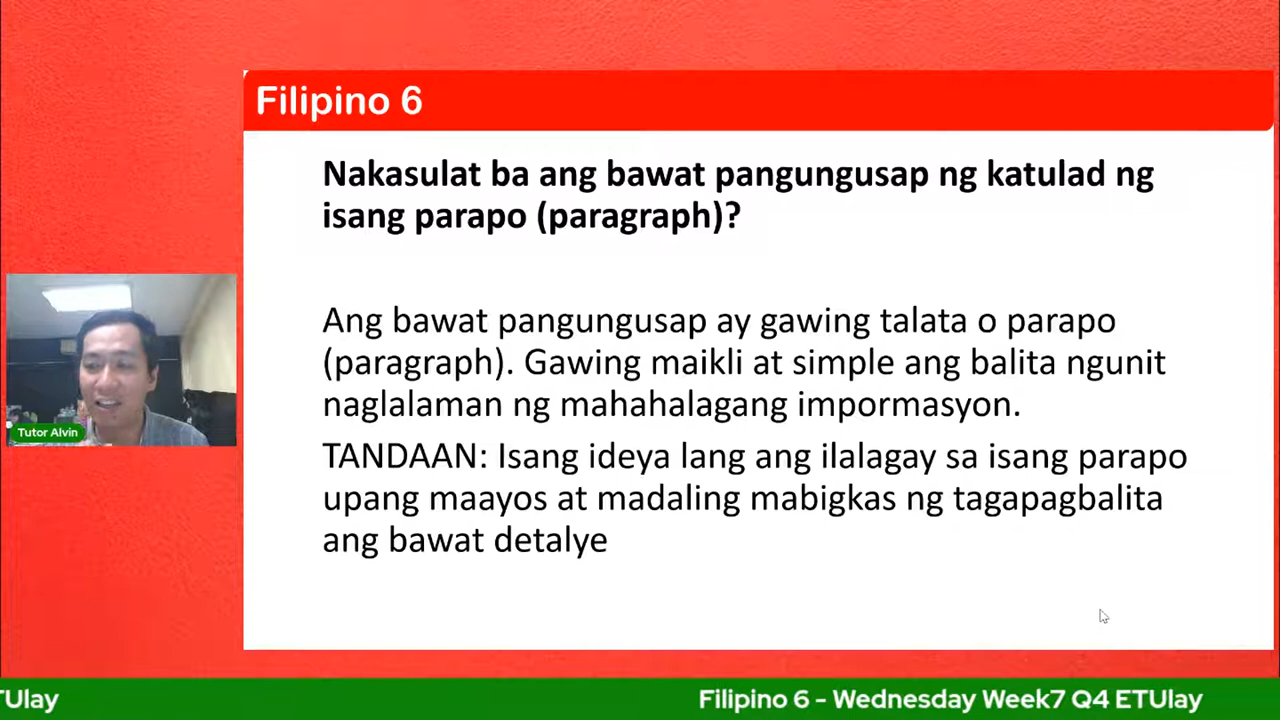 Filipino 6
Nakasulat ba ang bawat pangungusap ng katulad ng
isang parapo (paragraph)?
Ang bawat pangungusap ay gawing talata o parapo
(paragraph). Gawing maikli at simple ang balita ngunit
naglalaman ng mahahalagang impormasyon.
TANDAAN: Isang ideya lang ang ilalagay sa isang parapo
upang maayos at madaling mabigkas ng tagapagbalita
ang bawat detalye
Tutor Alvin
TUlay
Filipino 6 - Wednesday Week7 Q4 ETUlay